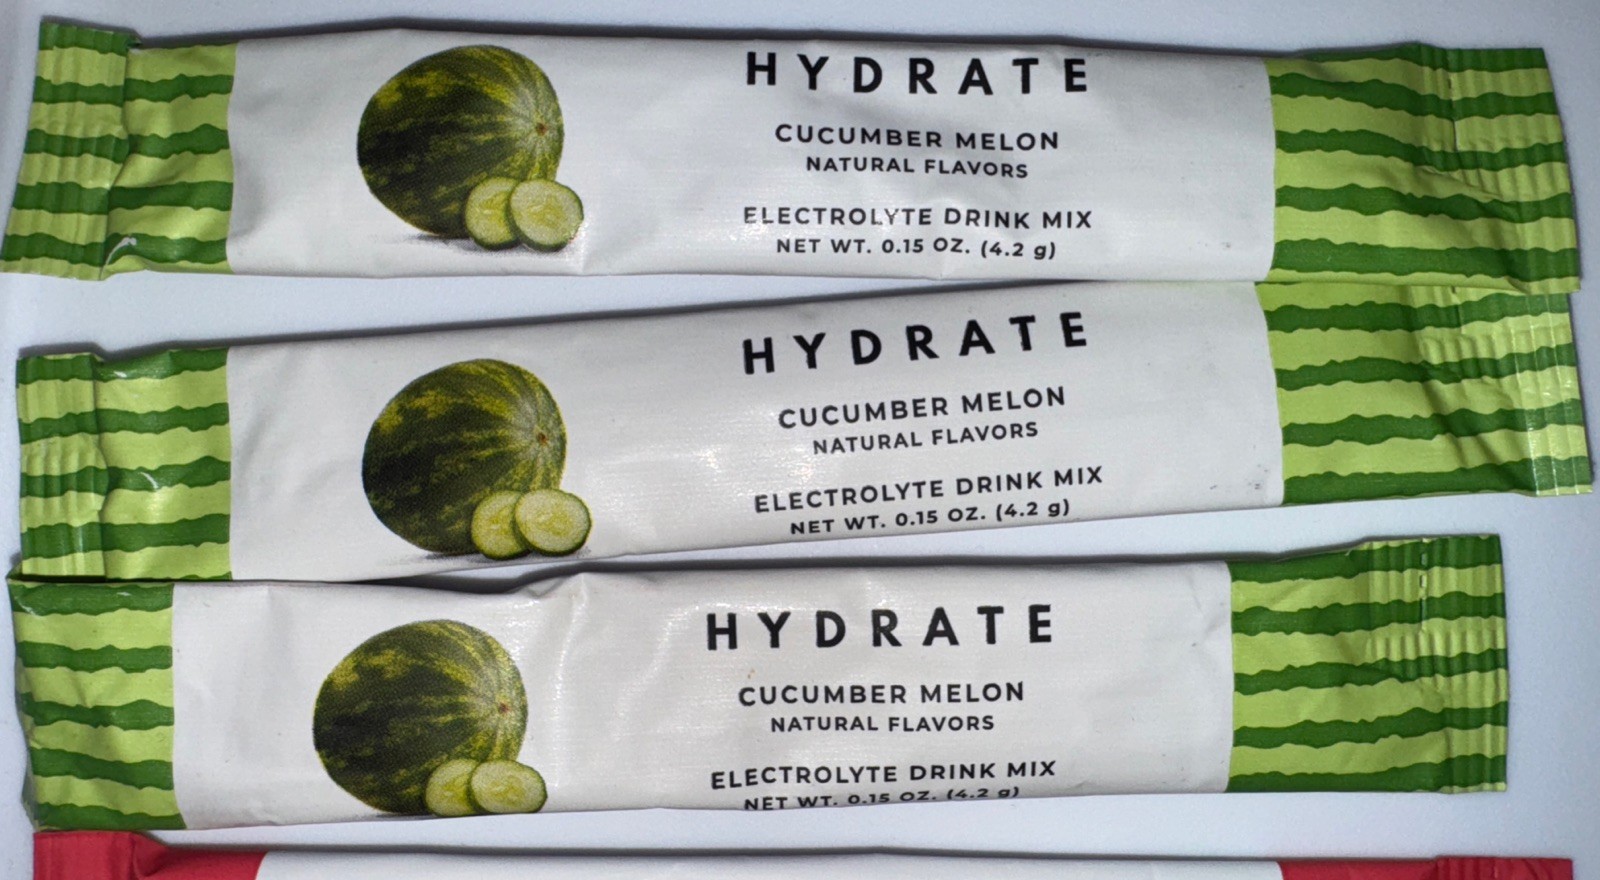 HYDRATE
CUCUMBER MELON
NATURAL FLAVORS
ELECTROLYTE DRINK MIX
NET WT. 0.15 OZ. (4.2 g)
HYDRATE
CUCUMBER MELON
NATURAL FLAVORS
ELECTROLYTE DRINK MIX
NET WT. 0.15 OZ. (4.2 g)
HYDRATE
CUCUMBER MELON
NATURAL FLAVORS
ELECTROLYTE DRINK MIX
NET WT. 0.15 OZ. (4.2 g)